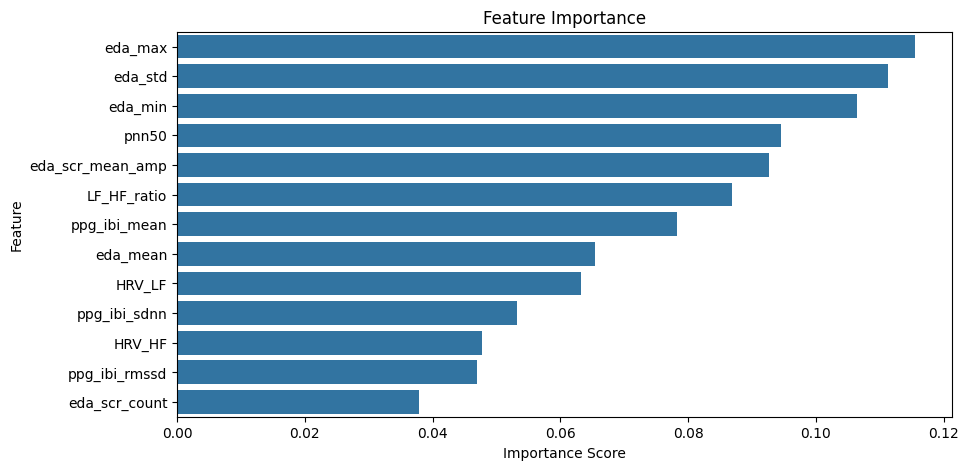 Feature Importance
Feature
eda_max
eda_std
eda_min
pnn50
eda_scr_mean_amp
LF_HF_ratio
ppg_ibi_mean
eda_mean
HRV_LF
ppg_ibi_sdnn
HRV_HF
ppg_ibi_rmssd
eda_scr_count
0.00 0.02 0.04 0.06 0.08 0.10 0.12
Importance Score